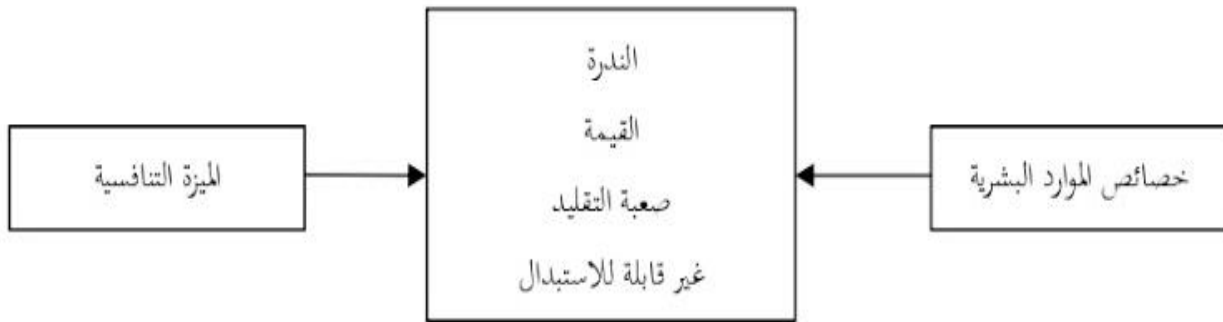 خصائص الموارد البشرية
الندرة
القيمة
صعبة التقليد
غير قابلة للاستبدال
الميزة التنافسية